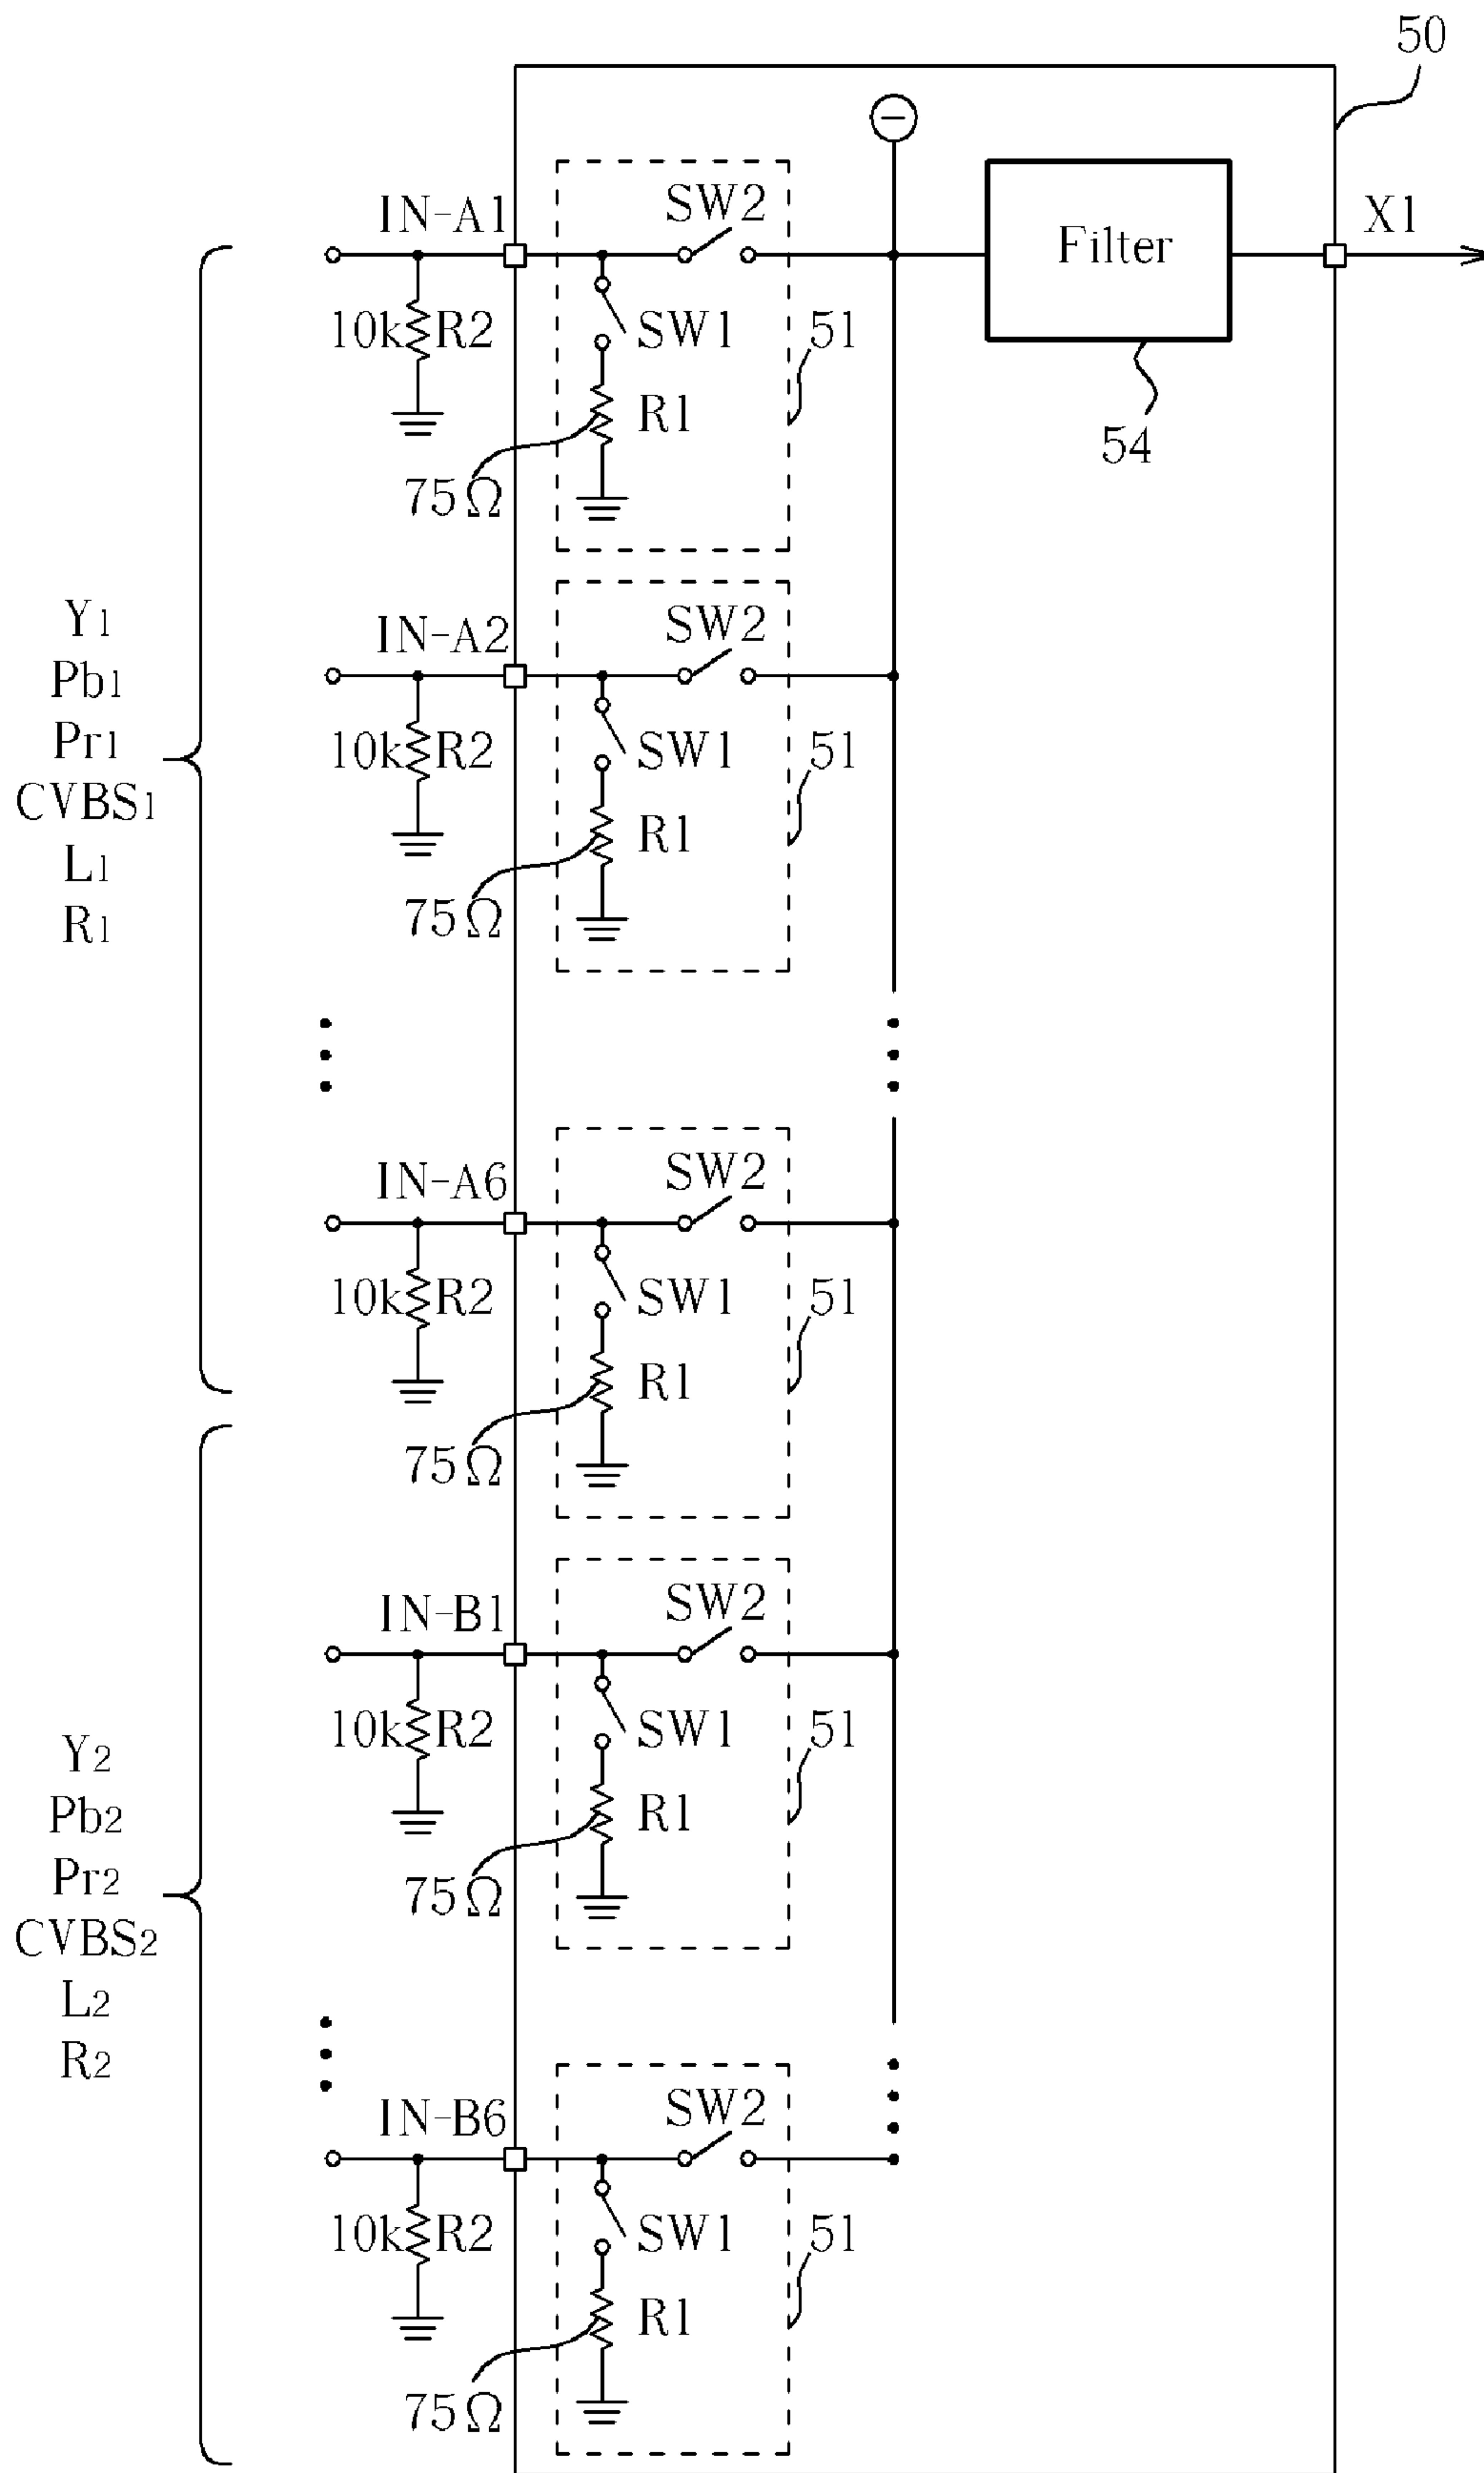 50
IN-A1
SW2
Filter
X1
10k
R2
SW1
51
R1
54
75Ω
Y1
Pb1
Pr1
CVBS1
L1
R1
IN-A2
SW2
10k
R2
SW1
51
R1
75Ω
IN-A6
SW2
10k
R2
SW1
51
R1
75Ω
IN-B1
SW2
10k
R2
SW1
51
R1
75Ω
Y2
Pb2
Pr2
CVBS2
L2
R2
IN-B6
SW2
10k
R2
SW1
51
R1
75Ω